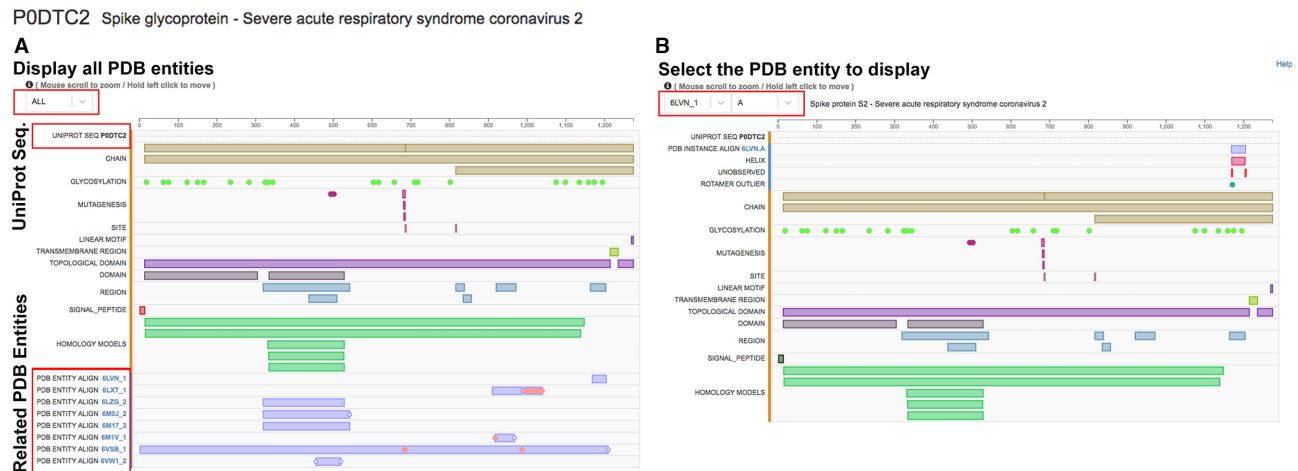 P0DTC2 Spike glycoprotein - Severe acute respiratory syndrome coronavirus 2
A
Display all PDB entities
( Mouse scroll to zoom / Hold left click to move )
ALL
0 100 200 300 400 500 600 700 800 900 1,000 1,100 1,200
UniProt Seq.
UNIPROT SEQ P0DTC2
CHAIN
GLYCOSYLATION
MUTAGENESIS
SITE
LINEAR MOTIF
TRANSMEMBRANE REGION
TOPOLOGICAL DOMAIN
DOMAIN
REGION
SIGNAL_PEPTIDE
HOMOLOGY MODELS
Related PDB Entities
PDB ENTITY ALIGN 6LVN_1
PDB ENTITY ALIGN 6LXT_1
PDB ENTITY ALIGN 6LZG_2
PDB ENTITY ALIGN 6M0J_2
PDB ENTITY ALIGN 6M17_3
PDB ENTITY ALIGN 6M1V_1
PDB ENTITY ALIGN 6VSB_1
PDB ENTITY ALIGN 6VW1_2
B
Select the PDB entity to display
Help
( Mouse scroll to zoom / Hold left click to move )
6LVN_1 A Spike protein S2 - Severe acute respiratory syndrome coronavirus 2
0 100 200 300 400 500 600 700 800 900 1,000 1,100 1,200
UNIPROT SEQ P0DTC2
PDB INSTANCE ALIGN 6LVN.A
HELIX
UNOBSERVED
ROTAMER OUTLIER
CHAIN
GLYCOSYLATION
MUTAGENESIS
SITE
LINEAR MOTIF
TRANSMEMBRANE REGION
TOPOLOGICAL DOMAIN
DOMAIN
REGION
SIGNAL_PEPTIDE
HOMOLOGY MODELS